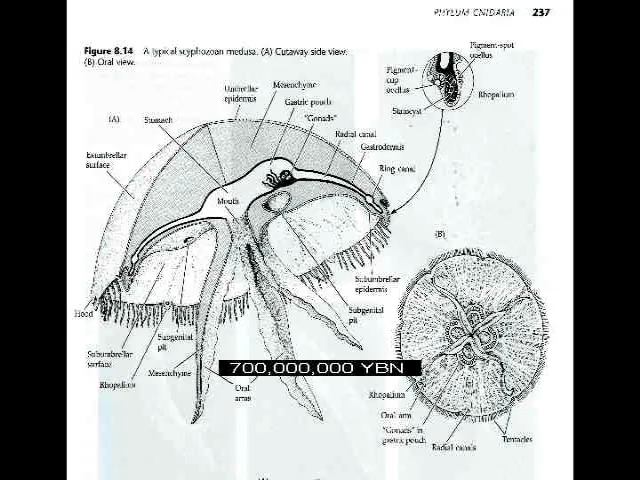 PHYLUM CNIDARIA 237
Figure 8.14 A typical scyphozoan medusa. (A) Cutaway side view.
(B) Oral view.
Pigment-spot
ocellus
Pigment-
cup
ocellus
Statocyst
Rhopalium
(A)
Stomach
Umbrellar
epidermis
Mesenchyme
Gastric pouch
"Gonads"
Radial canal
Gastrodermis
Ring canal
Exumbrellar
surface
Mouth
(B)
Subumbrellar
epidermis
Hood
Subgenital
pit
Subgenital
pit
Subumbrellar
surface
Rhopalium
Mesenchyme
700,000,000 YBN
Oral
arms
Rhopalium
Oral arm
"Gonads" in
gastric pouch
Radial canals
Tentacles